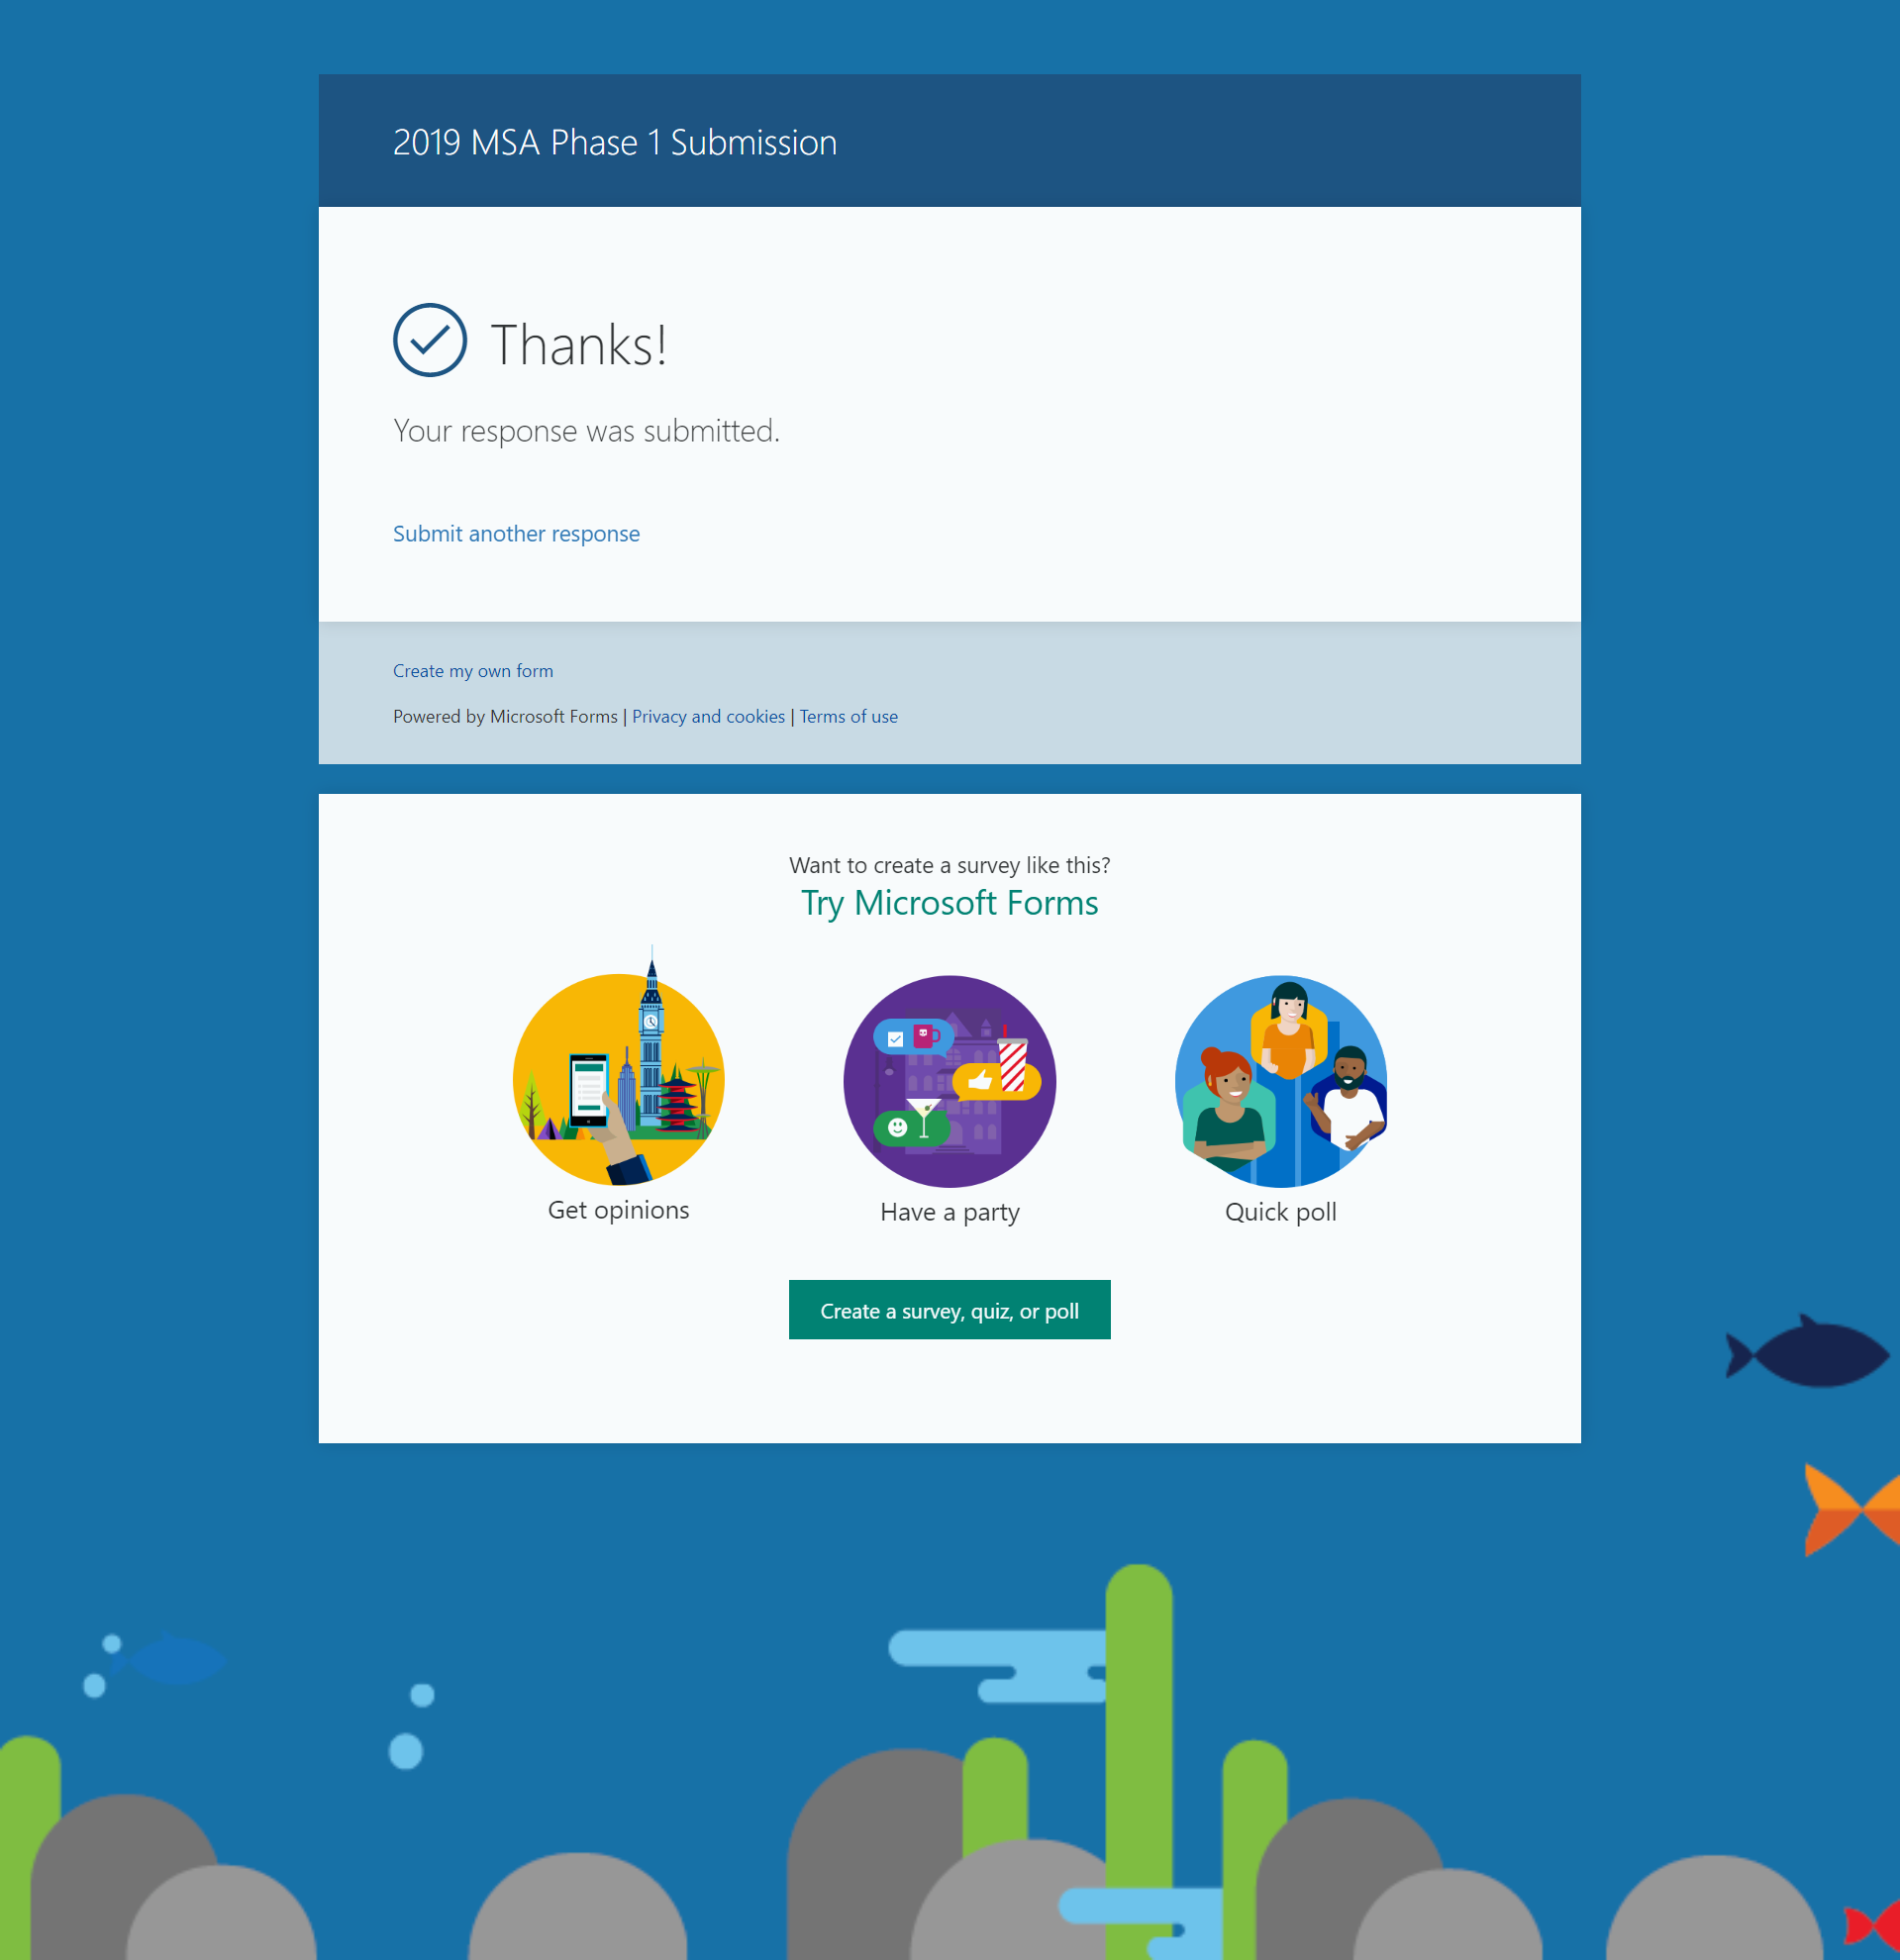 2019 MSA Phase 1 Submission
Thanks!
Your response was submitted.
Submit another response
Create my own form
Powered by Microsoft Forms | Privacy and cookies | Terms of use
Want to create a survey like this?
Try Microsoft Forms
Get opinions
Have a party
Quick poll
Create a survey, quiz, or poll